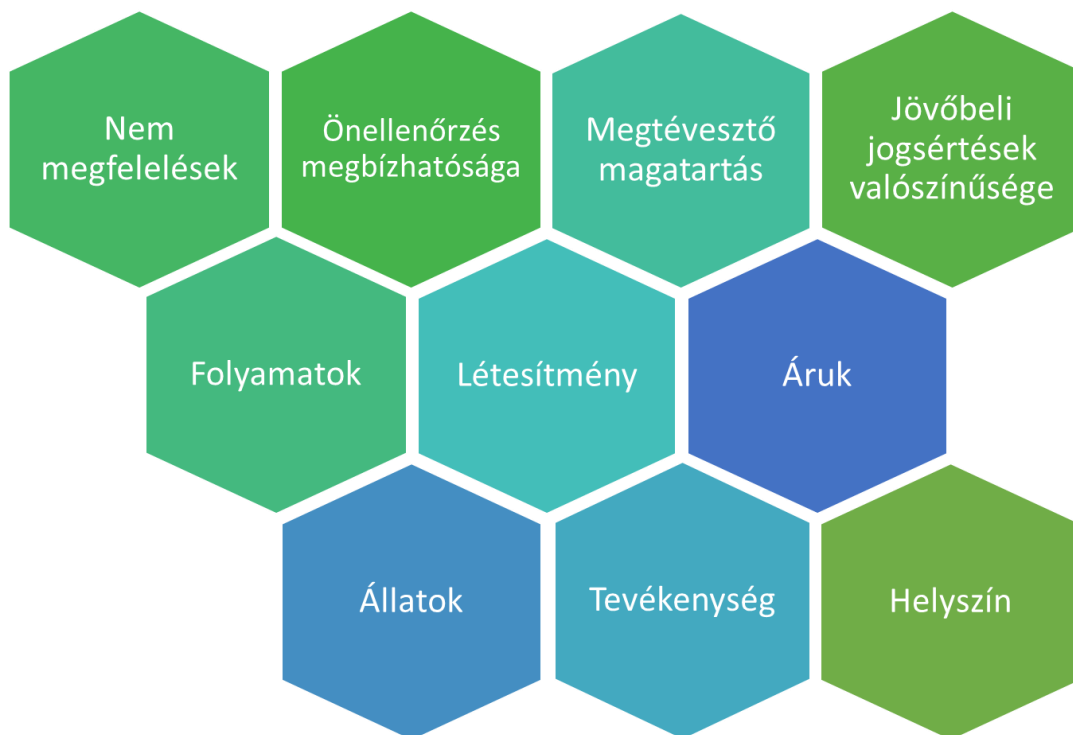 Nem
megfelelések
Önellenőrzés
megbízhatósága
Megtévesztő
magatartás
Jövőbeli
jogsértések
valószínűsége
Folyamatok
Létesítmény
Áruk
Állatok
Tevékenység
Helyszín